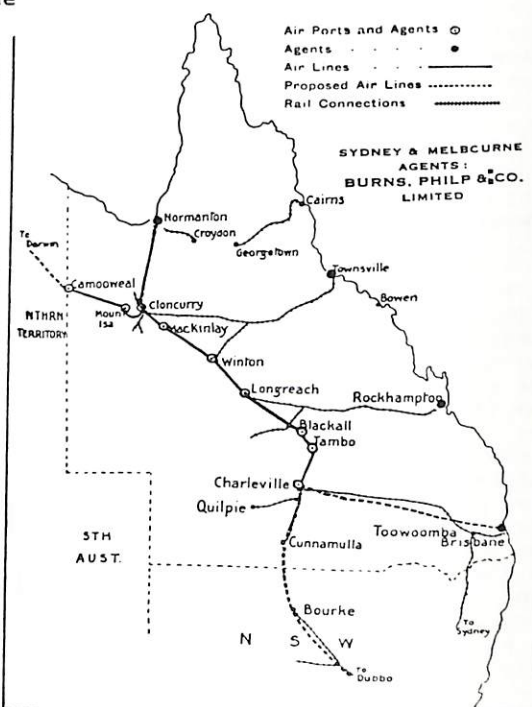 Air Ports and Agents
Agents
Air Lines
Proposed Air Lines
Rail Connections
SYDNEY & MELBOURNE
AGENTS:
BURNS, PHILP & CO.
LIMITED
Normanton
Croydon
Georgetown
Cairns
To
Darwin
Camooweal
Townsville
Bowen
Mount
Isa
Cloncurry
MacKinlay
NTHRN
TERRITORY
Winton
Longreach
Rockhampton
Blackall
Tambo
Charleville
Quilpie
STH
AUST.
Toowoomba
Brisbane
Cunnamulla
Bourke
N S W
To
Sydney
To
Dubbo